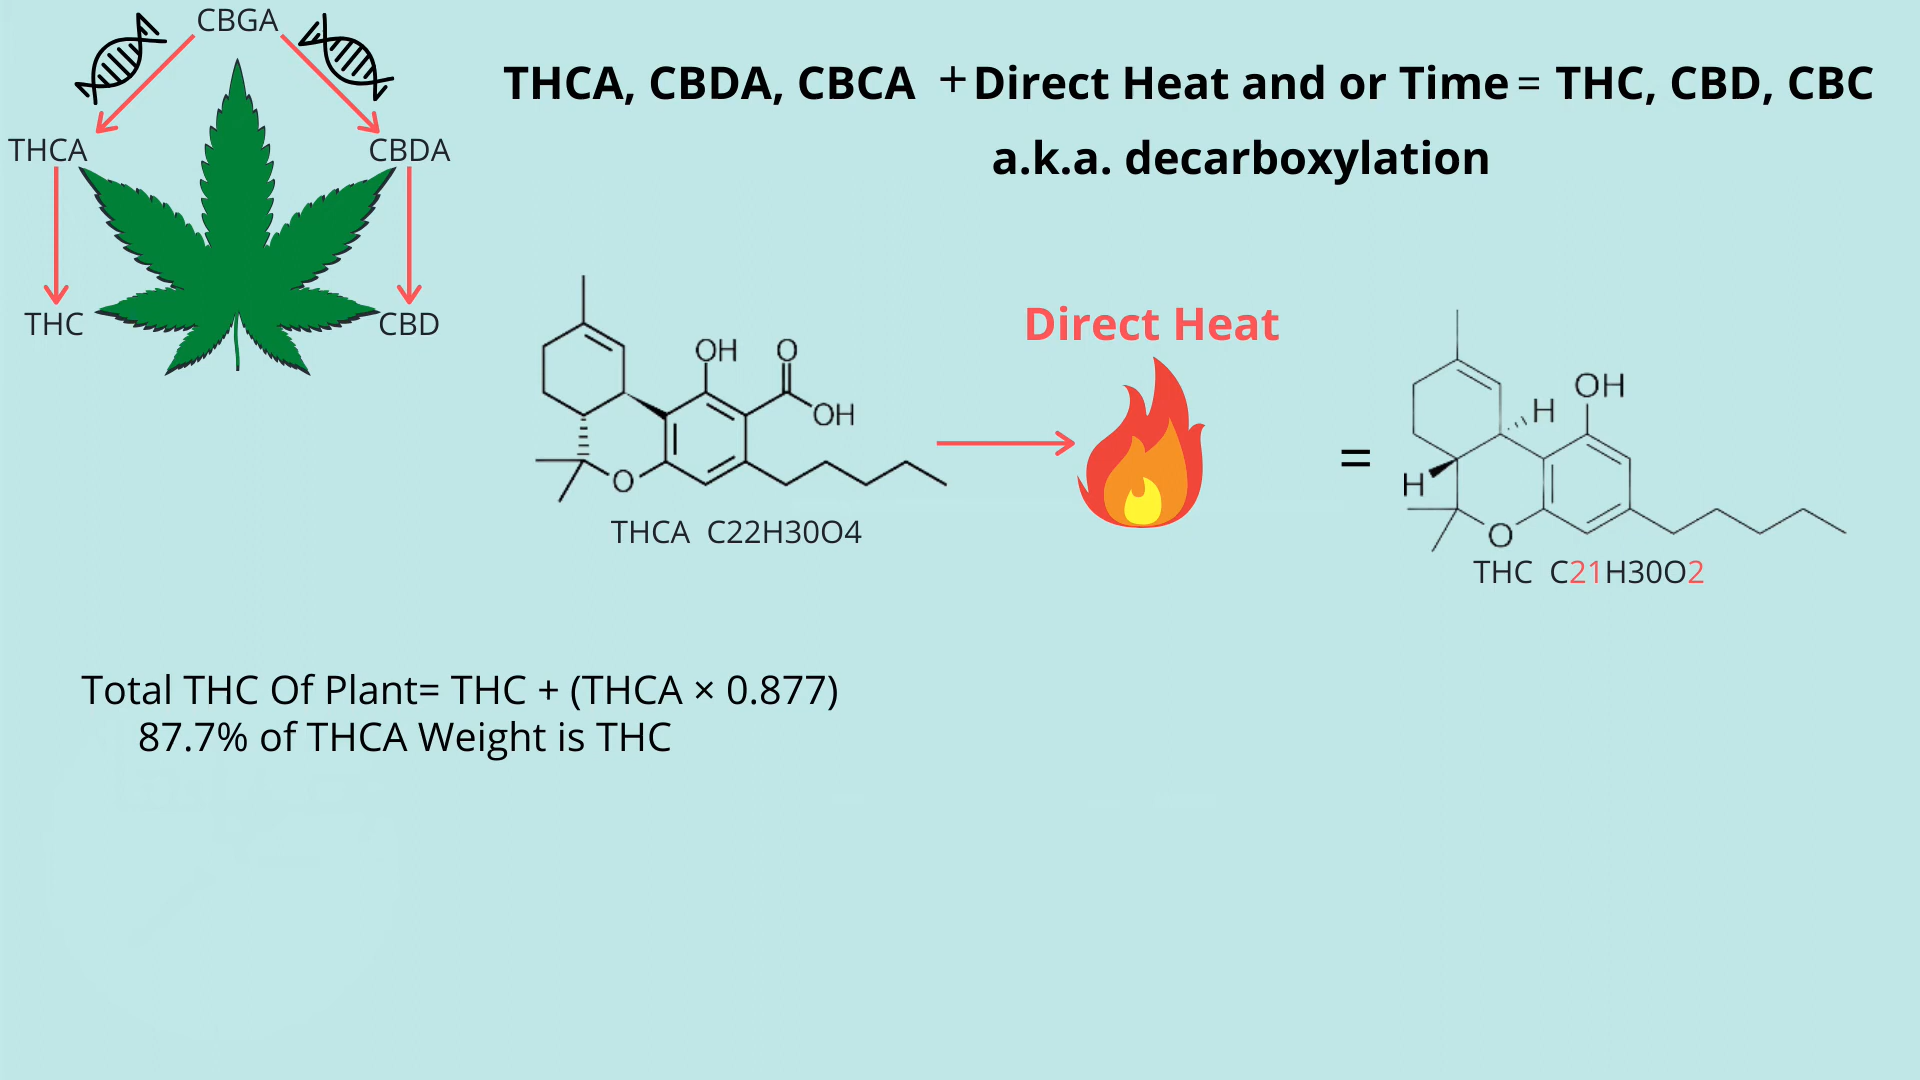 CBGA
THCA
CBDA
THC
CBD
THCA, CBDA, CBCA + Direct Heat and or Time = THC, CBD, CBC
a.k.a. decarboxylation
OH
O
OH
O
THCA C22H30O4
Direct Heat
=
OH
H
H
O
THC C21H30O2
Total THC Of Plant= THC + (THCA × 0.877)
87.7% of THCA Weight is THC